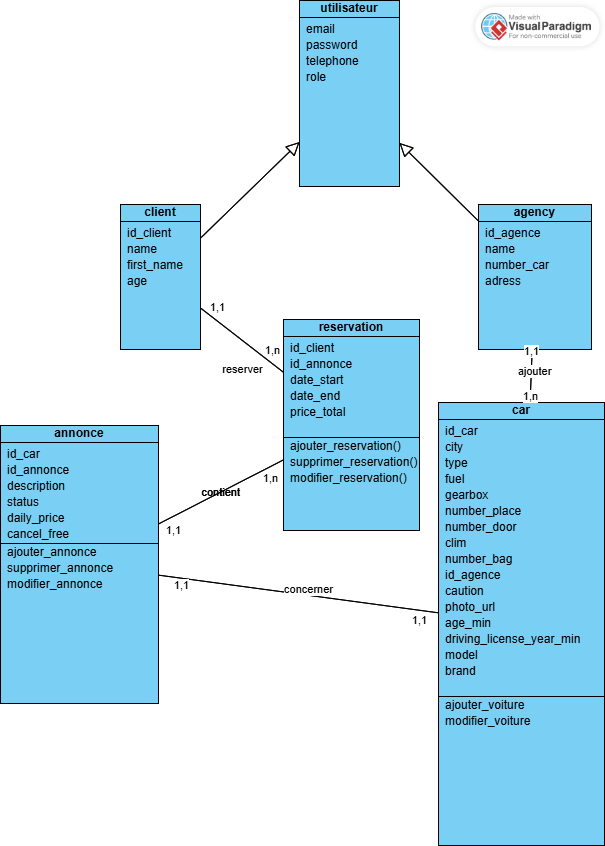 utilisateur
email
password
telephone
role
Made with
Visual Paradigm
For non-commercial use
client
id_client
name
first_name
age
agency
id_agence
name
number_car
adress
1,1
1,n
reserver
reservation
id_client
id_annonce
date_start
date_end
price_total
ajouter_reservation()
supprimer_reservation()
modifier_reservation()
1,1
ajouter
1,n
annonce
id_car
id_annonce
description
status
daily_price
cancel_free
ajouter_annonce
supprimer_annonce
modifier_annonce
1,n
contient
1,1
1,1
concerner
1,1
car
id_car
city
type
fuel
gearbox
number_place
number_door
clim
number_bag
id_agence
caution
photo_url
age_min
driving_license_year_min
model
brand
ajouter_voiture
modifier_voiture